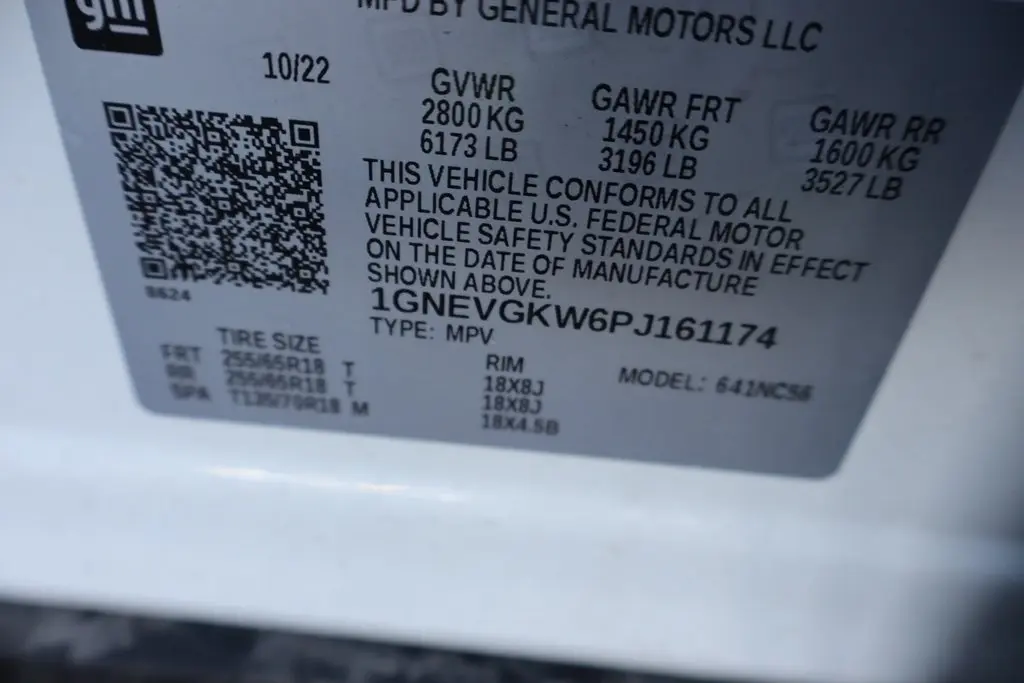 gm
MFD BY GENERAL MOTORS LLC
10/22
GVWR
2800 KG
6173 LB
GAWR FRT
1450 KG
3196 LB
GAWR RR
1600 KG
3527 LB
THIS VEHICLE CONFORMS TO ALL
APPLICABLE U.S. FEDERAL MOTOR
VEHICLE SAFETY STANDARDS IN EFFECT
ON THE DATE OF MANUFACTURE
SHOWN ABOVE.
8624
1GNEVGKW6PJ161174
TYPE: MPV
MODEL: 641NC56
TIRE SIZE
FRT 255/65R18 T
RR 255/65R18 T
SPA T135/70R18 M
RIM
18X8J
18X8J
18X4.5B